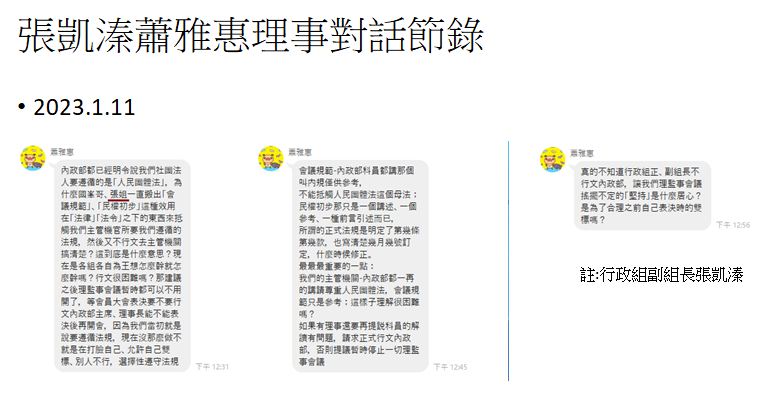 張凱溱蕭雅惠理事對話節錄
• 2023.1.11
蕭雅惠
內政部都已經明令說我們社團法
人要遵循的是「人民團體法」，為
什麼國峯哥、張姐一直搬出「會
議規範」、「民權初步」這種效用
在「法律」「法令」之下的東來抵
觸我們主管機官所要我們遵循的
法規，然後又不行文去主管機關
搞清楚？這到底是什麼意思？現
在是各組各自為王想怎麼幹就怎
麼幹嗎？行文很困難嗎？那建議
之後理監事會議暫時都可以不用
開了，等會員大會表決要不要行
文內政部主席、理事長能不能表
決後再開會，因為我們當初就是
說要遵循法規，現在沒那麼做不
就是在打臉自己、允許自己雙
標、別人不行，選擇性遵守法規
下午 12:31
蕭雅惠
會議規範-內政部科員都講那個
叫內規僅供參考，
不能抵觸人民團體法這個母法；
民權初步那只是一個講述、一個
參考、一種前言引述而已，
所謂的正式法規是明定了第幾條
第幾款，也寫清楚幾月幾號訂
定，什麼時候修正。
最最最重要的一點：
我們的主管機關-內政部都一再
的講請尊重人民團體法，會議規
範只是參考；這樣子理解很困難
嗎？
如果有理事還要再提說科員的解
讀有問題，請求正式行文內政
部，否則提議暫時停止一切理監
事會議
下午 12:45
蕭雅惠
真的不知道行政組正、副組長不
行文內政部，讓我們理監事會議
搖擺不定的「堅持」是什麼居心？
是為了合理之前自己表決時的雙
標嗎？
下午 12:56
註:行政組副組長張凱溱